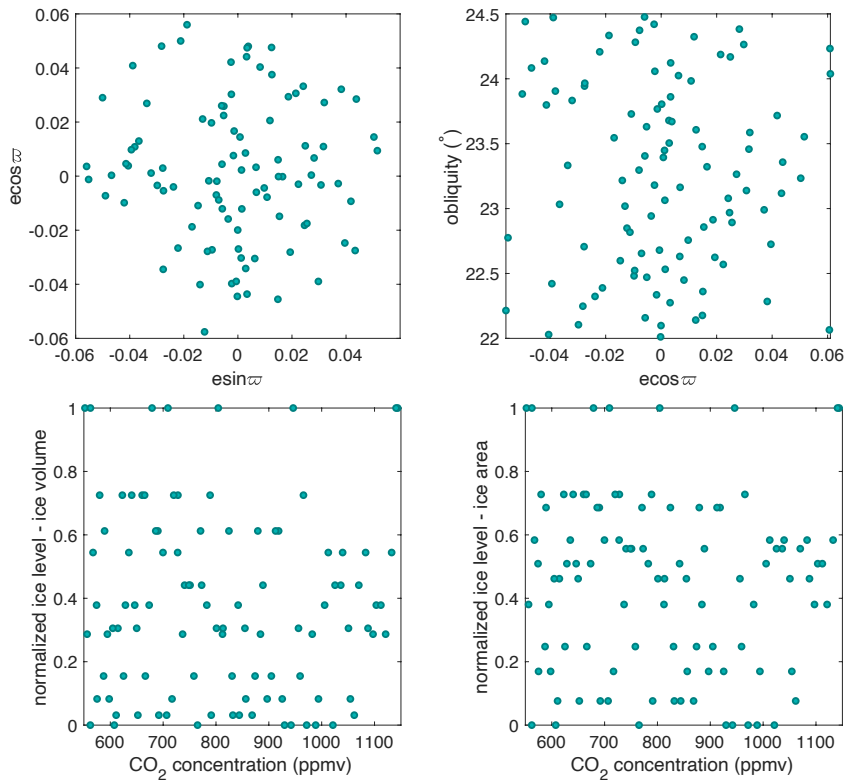 0.06
0.04
0.02
0
-0.02
-0.04
-0.06
ecosϖ
-0.06 -0.04 -0.02 0 0.02 0.04
esinϖ
24.5
24
23.5
23
22.5
22
obliquity (°)
-0.04 -0.02 0 0.02 0.04 0.06
ecosϖ
1
0.8
0.6
0.4
0.2
0
normalized ice level - ice volume
600 700 800 900 1000 1100
CO2 concentration (ppmv)
1
0.8
0.6
0.4
0.2
0
normalized ice level - ice area
600 700 800 900 1000 1100
CO2 concentration (ppmv)